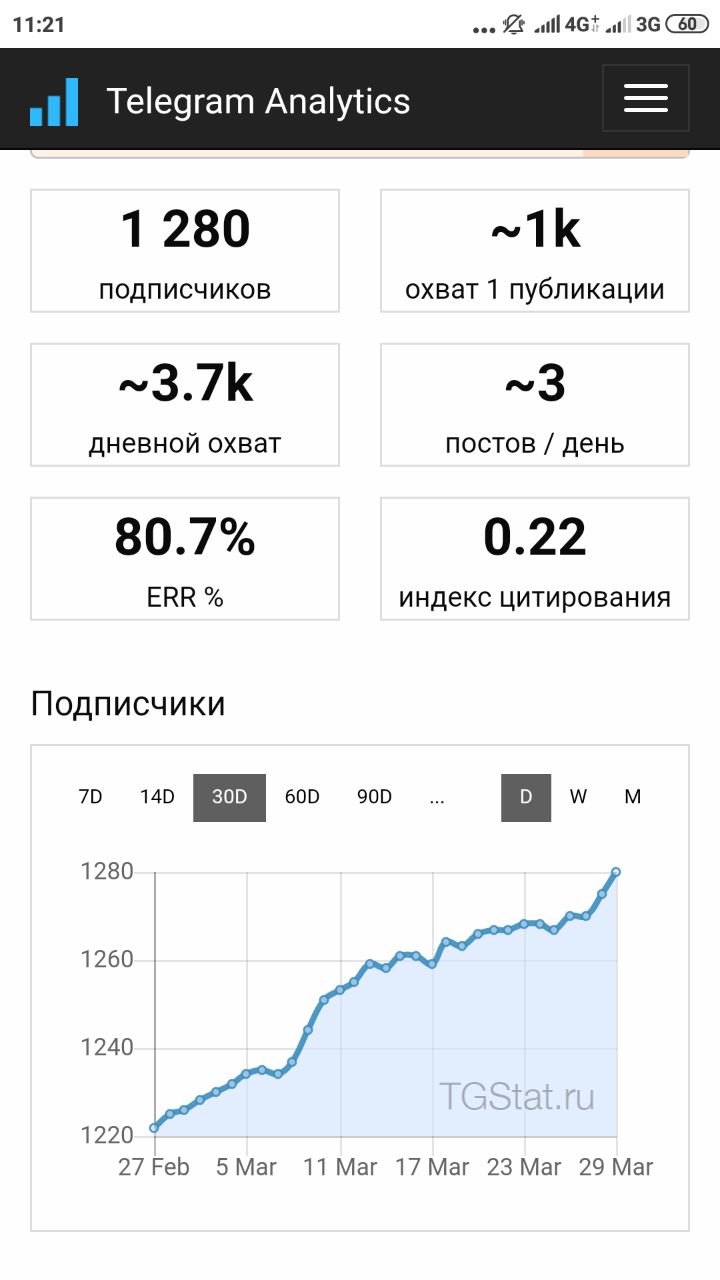 11:21
... 4G+ 3G 60
Telegram Analytics
1 280
подписчиков
~1k
охват 1 публикации
~3.7k
дневной охват
~3
постов / день
80.7%
ERR %
0.22
индекс цитирования
Подписчики
7D 14D 30D 60D 90D ... D W M
1280
1260
1240
1220
TGStat.ru
27 Feb 5 Mar 11 Mar 17 Mar 23 Mar 29 Mar